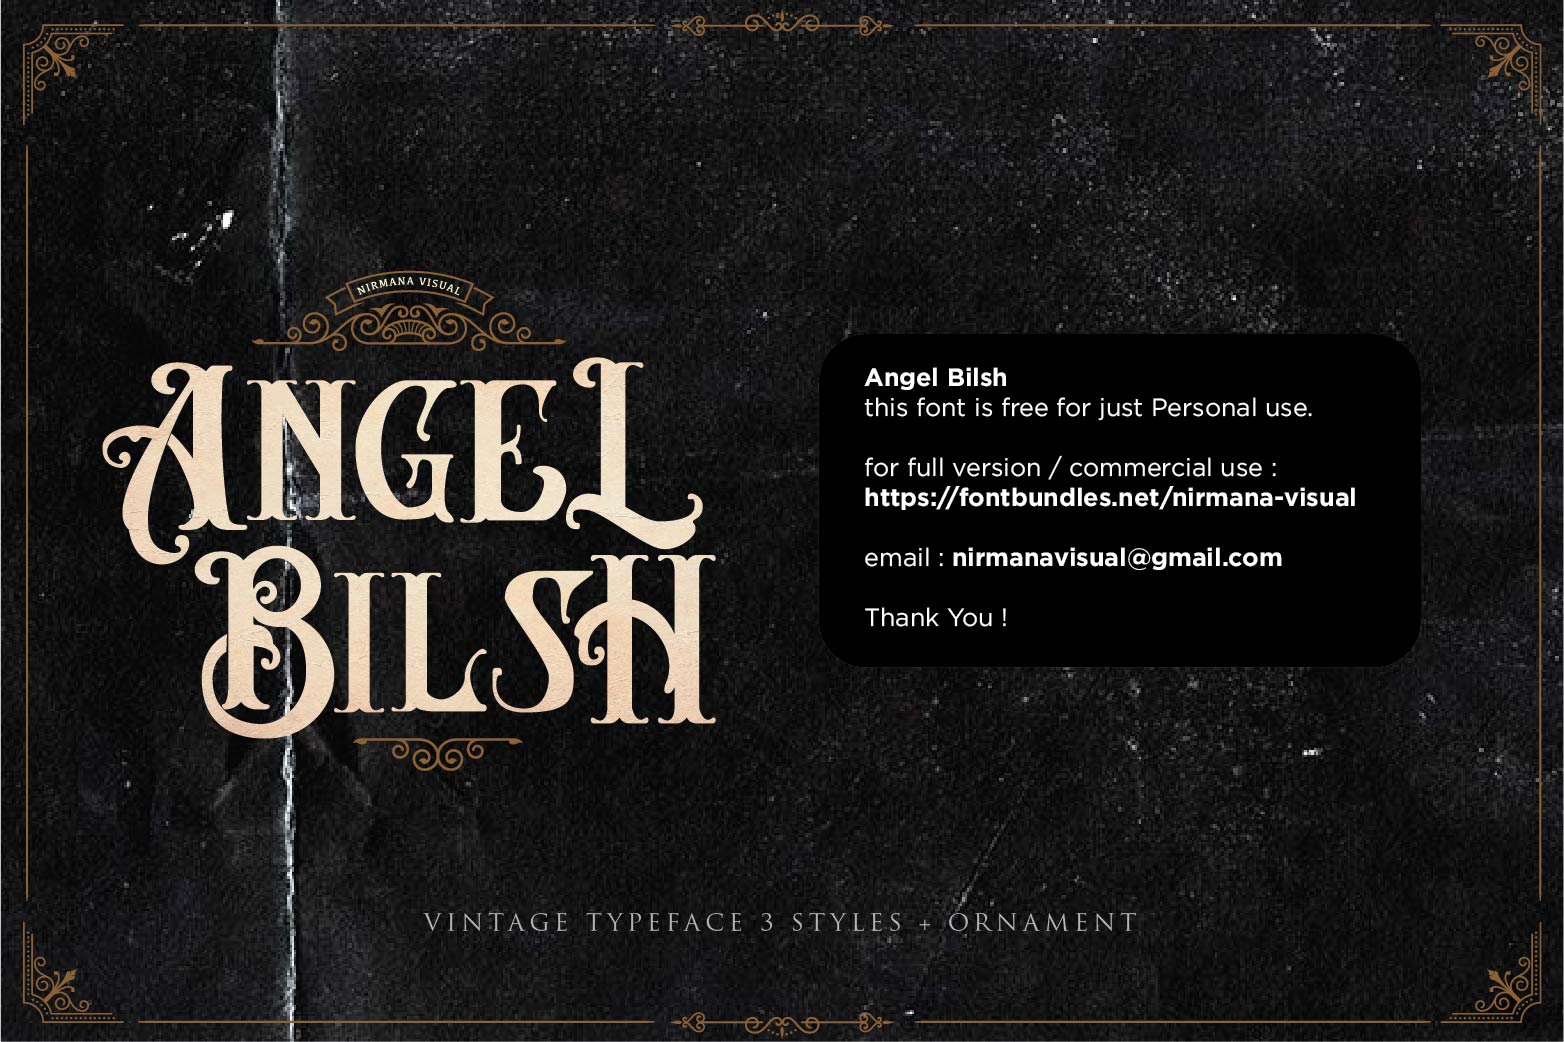 NIRMANA VISUAL
ANGEL
BILSH
Angel Bilsh
this font is free for just Personal use.
for full version / commercial use :
https://fontbundles.net/nirmana-visual
email : nirmanavisual@gmail.com
Thank You !
VINTAGE TYPEFACE 3 STYLES + ORNAMENT